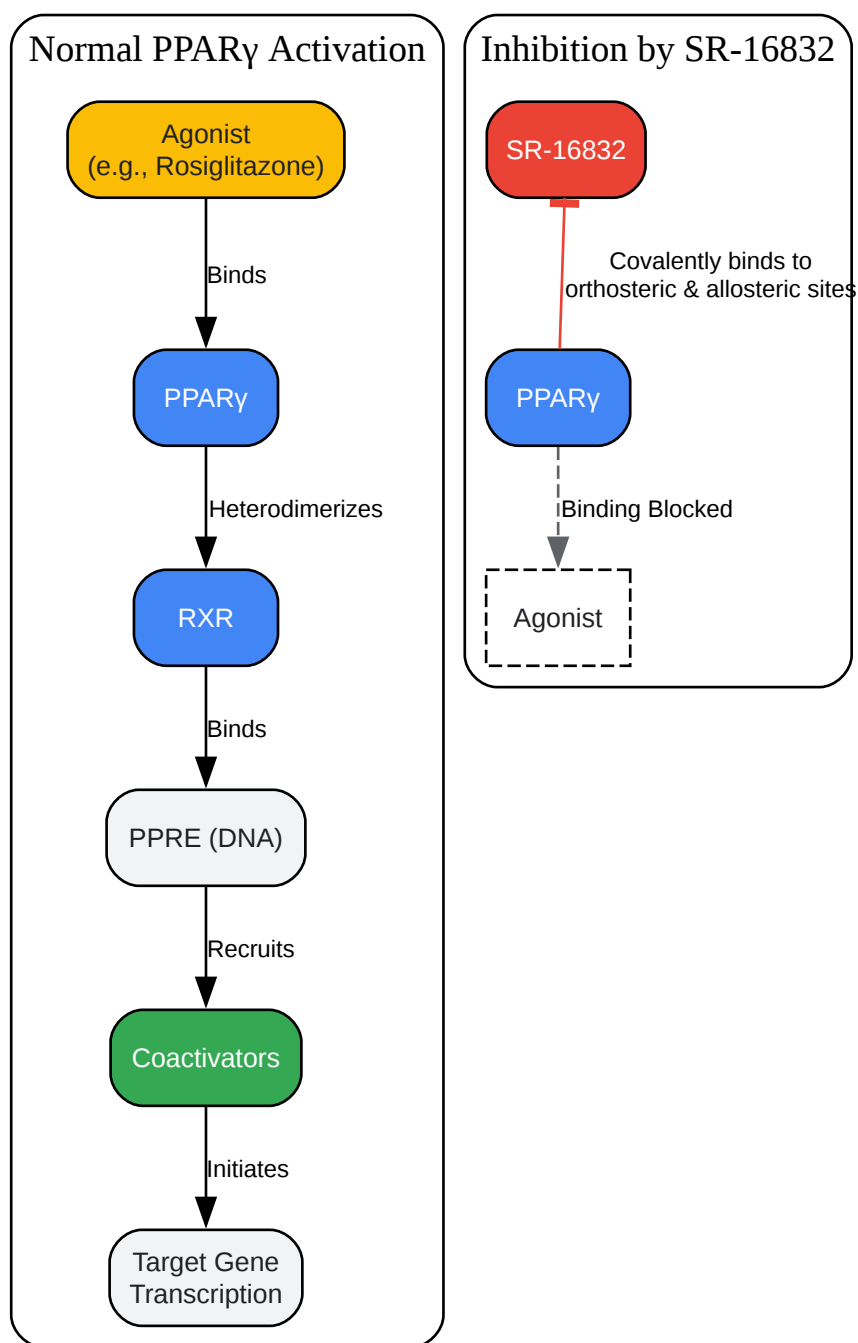 Normal PPARγ Activation
Agonist
(e.g., Rosiglitazone)
Binds
PPARγ
Heterodimerizes
RXR
Binds
PPRE (DNA)
Recruits
Coactivators
Initiates
Target Gene
Transcription
Inhibition by SR-16832
SR-16832
Covalently binds to
orthosteric & allosteric sites
PPARγ
Binding Blocked
Agonist